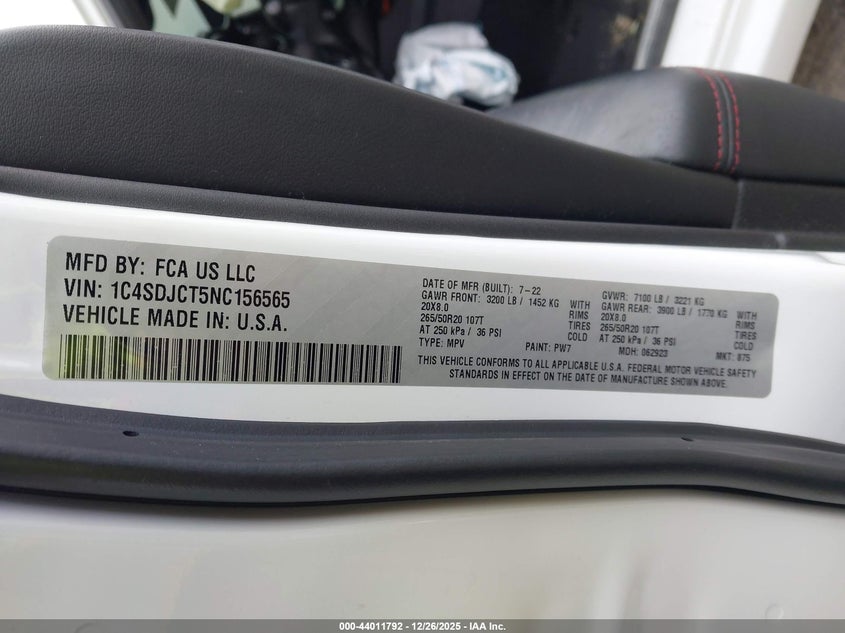 MFD BY: FCA US LLC
VIN: 1C4SDJCT5NC156565
VEHICLE MADE IN: U.S.A.
DATE OF MFR (BUILT): 7-22
GAWR FRONT: 3200 LB / 1452 KG WITH
20X8.0 RIMS
265/50R20 107T TIRES
AT 250 kPa / 36 PSI COLD
TYPE: MPV PAINT: PW7
GVWR: 7100 LB / 3221 KG
GAWR REAR: 3900 LB / 1770 KG WITH
20X8.0 RIMS
265/50R20 107T TIRES
AT 250 kPa / 36 PSI COLD
MDH: 062923 MKT: 875
THIS VEHICLE CONFORMS TO ALL APPLICABLE U.S.A. FEDERAL MOTOR VEHICLE SAFETY
STANDARDS IN EFFECT ON THE DATE OF MANUFACTURE SHOWN ABOVE.
000-44011792 - 12/26/2025 - IAA Inc.